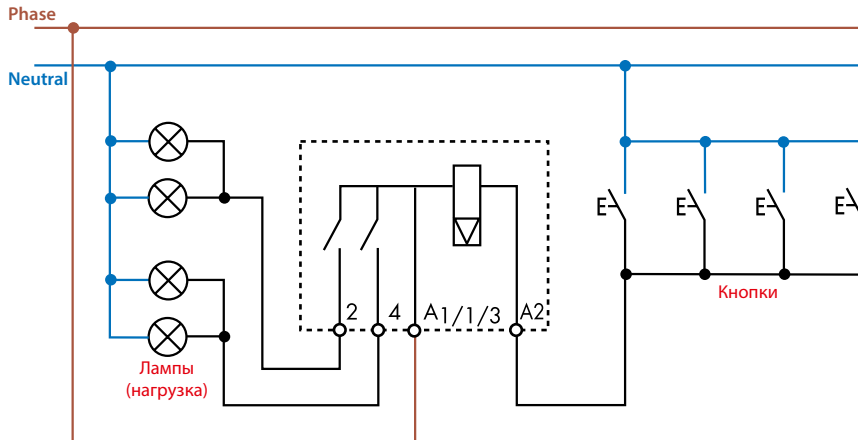 Phase
Neutral
2
4
A1/1/3
A2
E
E
E
E
Кнопки
Лампы
(нагрузка)